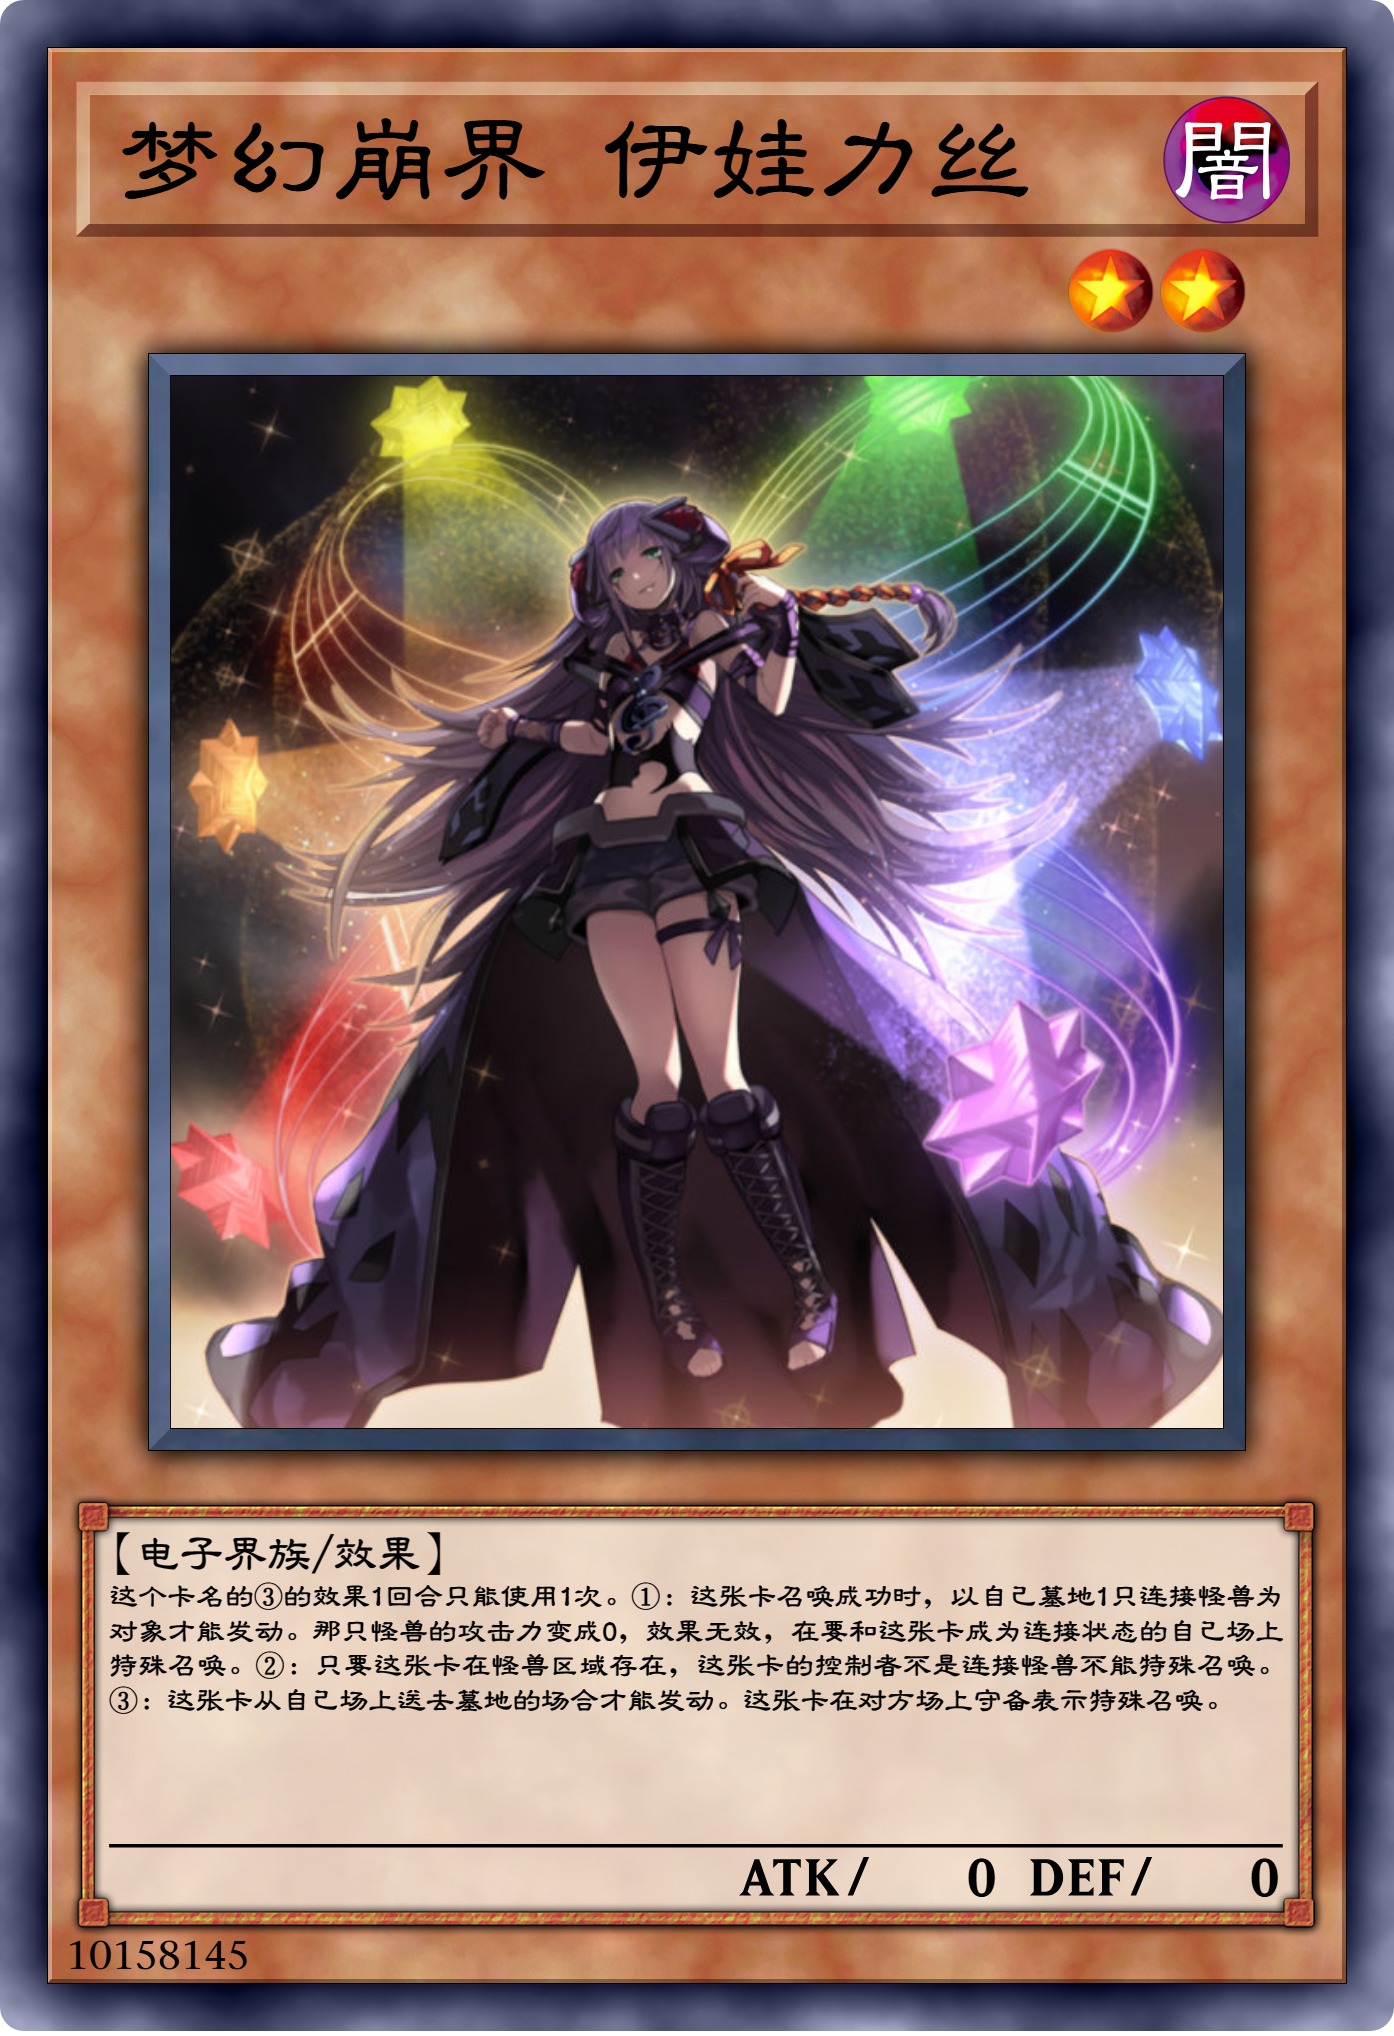 梦幻崩界 伊娃力丝
闇
【电子界族/效果】
这个卡名的③的效果1回合只能使用1次。①：这张卡召唤成功时，以自己墓地1只连接怪兽为
对象才能发动。那只怪兽的攻击力变成0，效果无效，在要和这张卡成为连接状态的自己场上
特殊召唤。②：只要这张卡在怪兽区域存在，这张卡的控制者不是连接怪兽不能特殊召唤。
③：这张卡从自己场上送去墓地的场合才能发动。这张卡在对方场上守备表示特殊召唤。
ATK/ 0 DEF/ 0
10158145